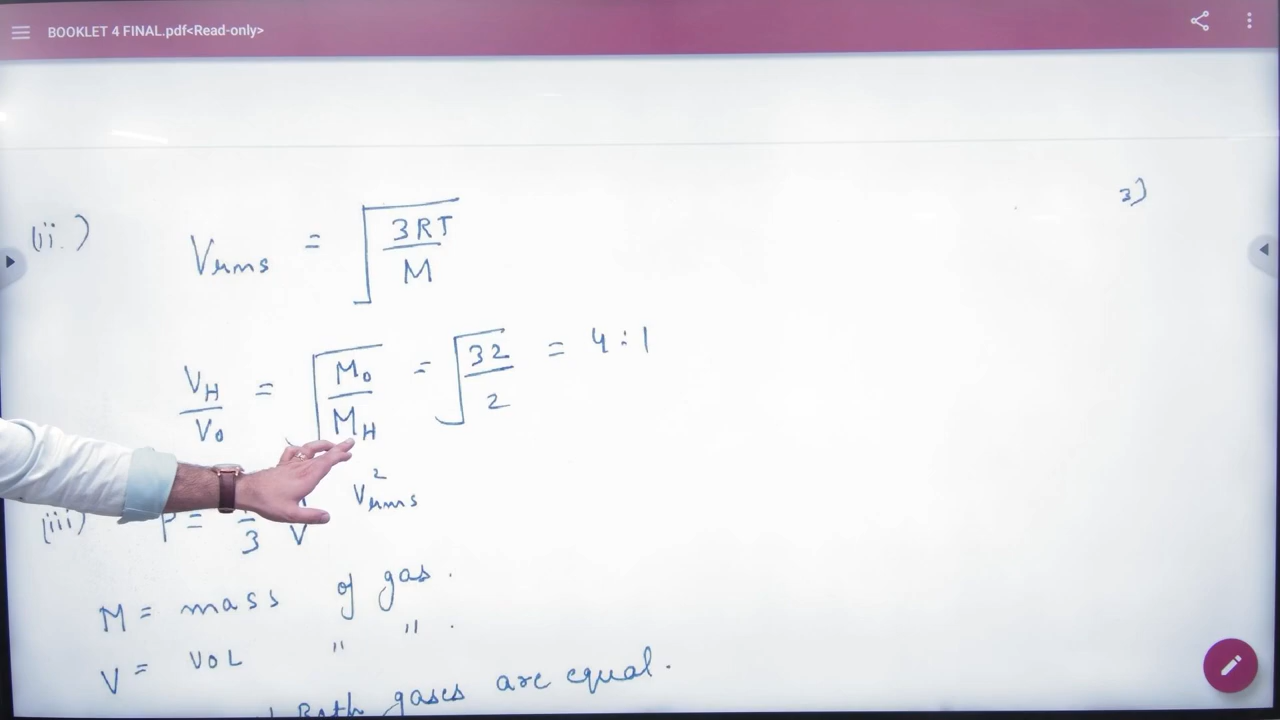 BOOKLET 4 FINAL.pdf<Read-only>
3)
(ii.) Vrms = √(3RT/M)
VH/Vo = √(Mo/MH) = √(32/2) = 4 : 1
(iii) P = /3 V V²rms
M = mass of gas.
V = VOL " " .
Both gases are equal.